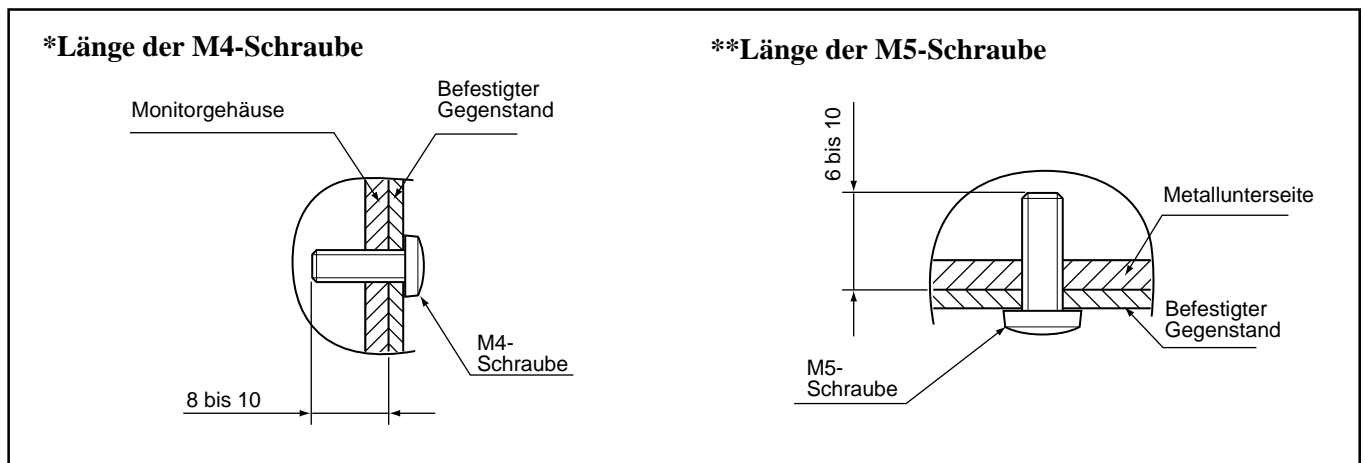 *Länge der M4-Schraube
Monitorgehäuse
Befestigter
Gegenstand
M4-
Schraube
8 bis 10
**Länge der M5-Schraube
6 bis 10
Metallunterseite
Befestigter
Gegenstand
M5-
Schraube